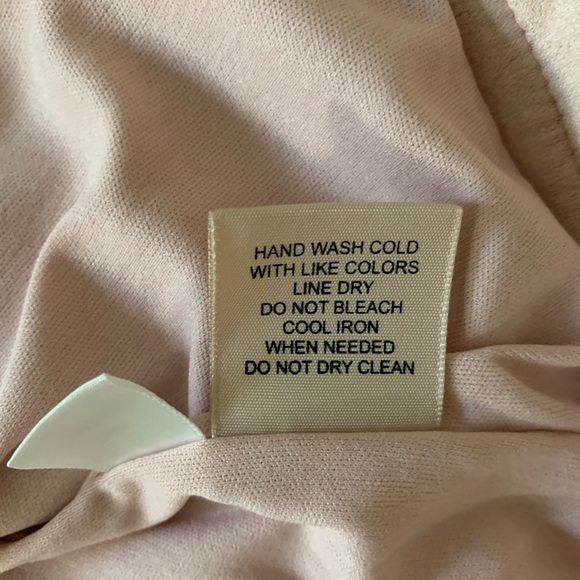 HAND WASH COLD
WITH LIKE COLORS
LINE DRY
DO NOT BLEACH
COOL IRON
WHEN NEEDED
DO NOT DRY CLEAN